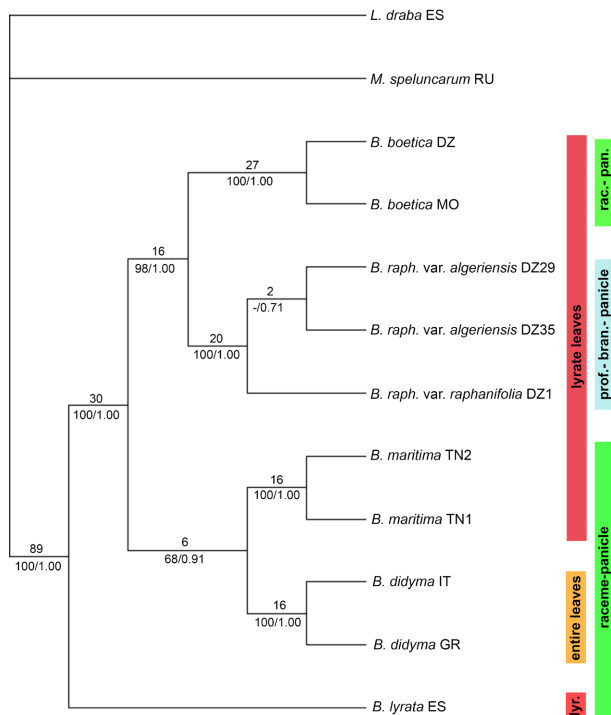 L. draba ES
M. speluncarum RU
B. boetica DZ
27
100/1.00
B. boetica MO
16
98/1.00
B. raph. var. algeriensis DZ29
2
-/0.71
B. raph. var. algeriensis DZ35
20
100/1.00
B. raph. var. raphanifolia DZ1
30
100/1.00
B. maritima TN2
16
100/1.00
B. maritima TN1
6
68/0.91
89
100/1.00
B. didyma IT
16
100/1.00
B. didyma GR
B. lyrata ES
lyrate leaves
entire leaves
lyr.
rac.- pan.
prof.- bran.- panicle
raceme-panicle